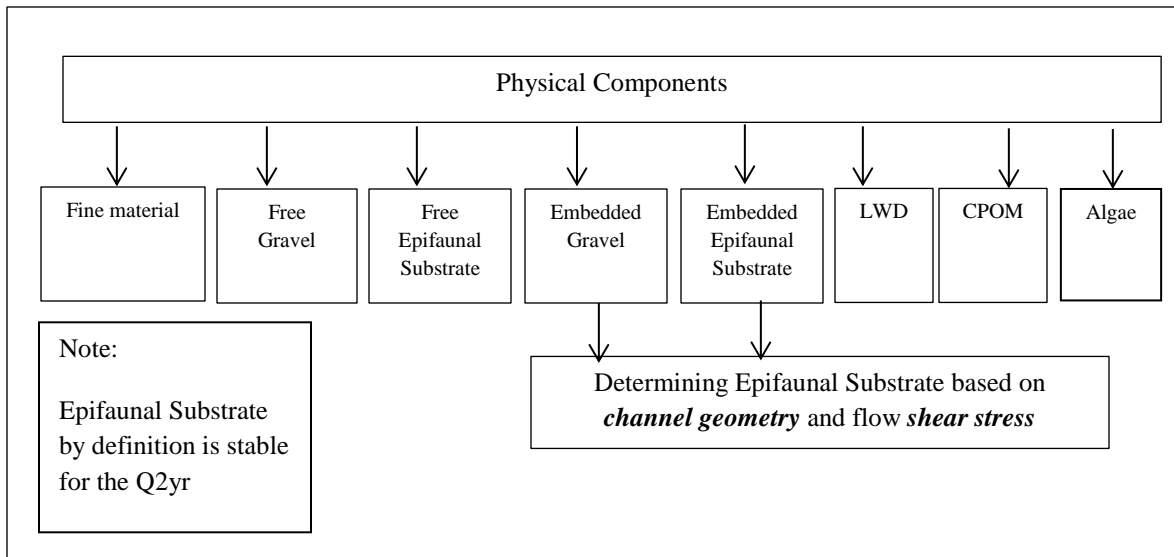 Physical Components
Fine material
Free
Gravel
Free
Epifaunal
Substrate
Embedded
Gravel
Embedded
Epifaunal
Substrate
LWD
CPOM
Algae
Note:
Epifaunal Substrate
by definition is stable
for the Q2yr
Determining Epifaunal Substrate based on
channel geometry and flow shear stress